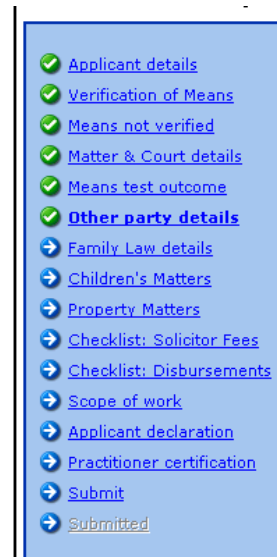 Applicant details
Verification of Means
Means not verified
Matter & Court details
Means test outcome
Other party details
Family Law details
Children's Matters
Property Matters
Checklist: Solicitor Fees
Checklist: Disbursements
Scope of work
Applicant declaration
Practitioner certification
Submit
Submitted